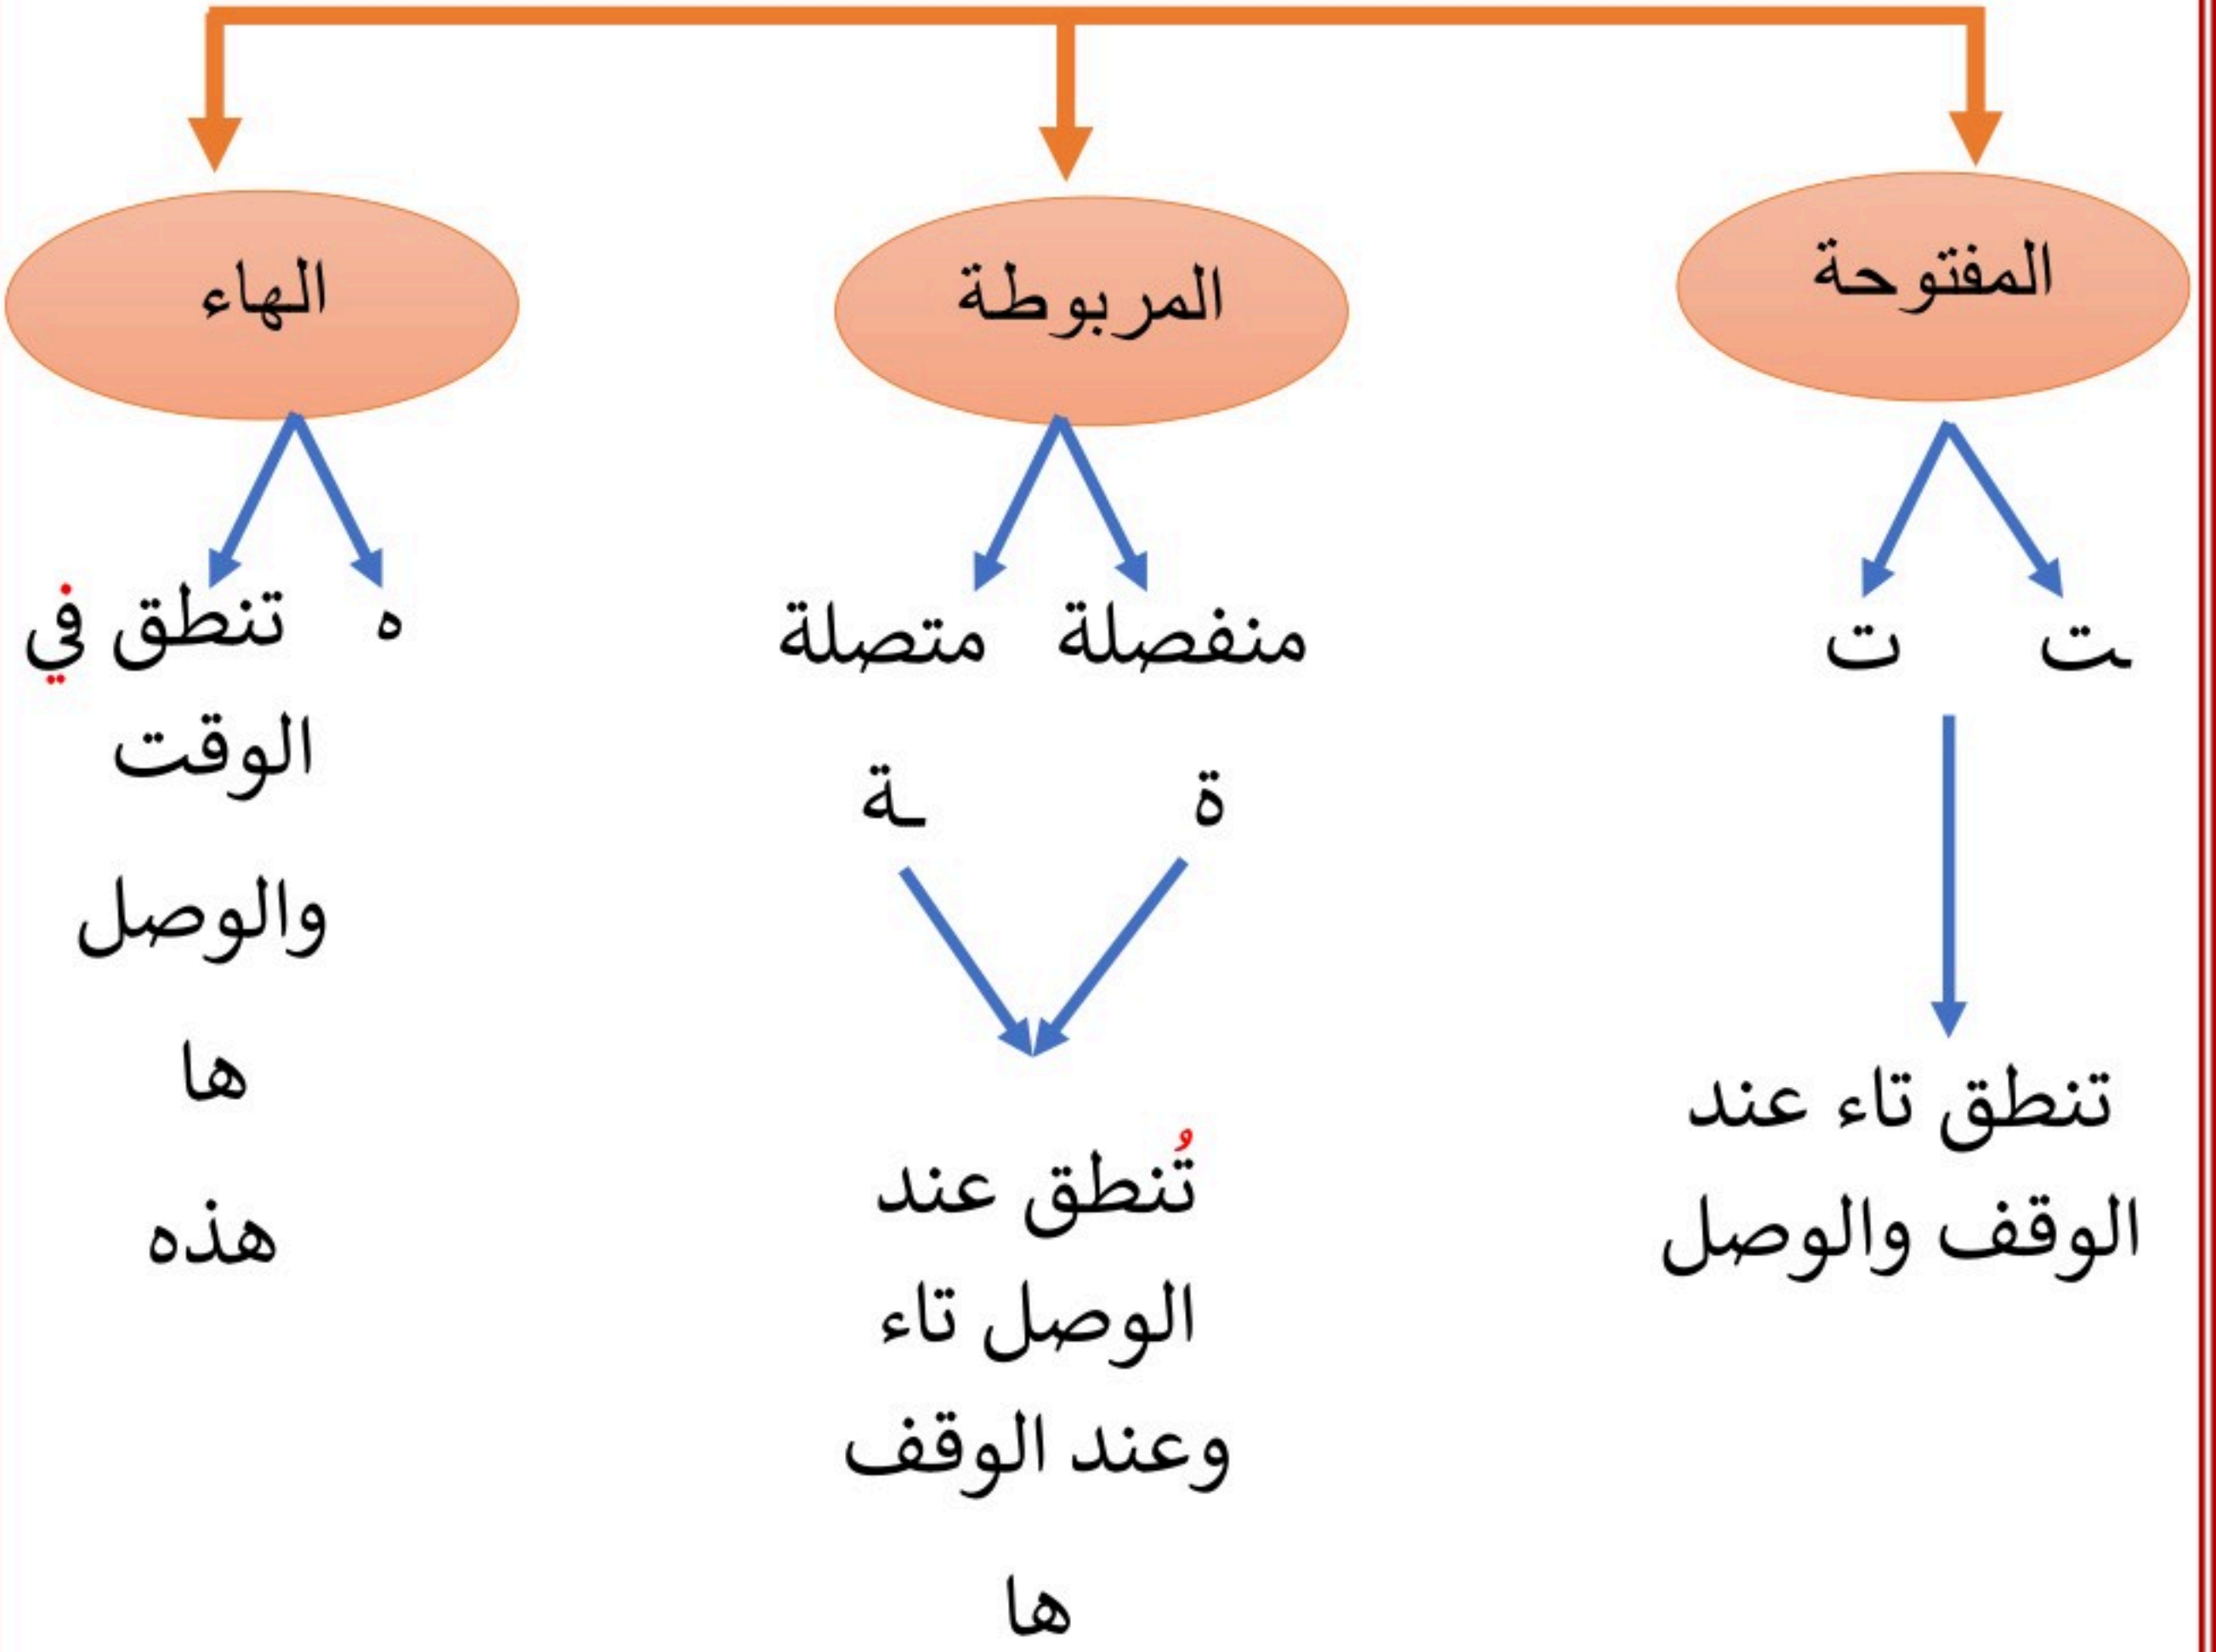 المفتوحة
ـت ت
تنطق تاء عند
الوقف والوصل
المربوطة
منفصلة متصلة
ة ـة
تُنطق عند
الوصل تاء
وعند الوقف
ها
الهاء
ه تنطق في
الوقت
والوصل
ها
هذه